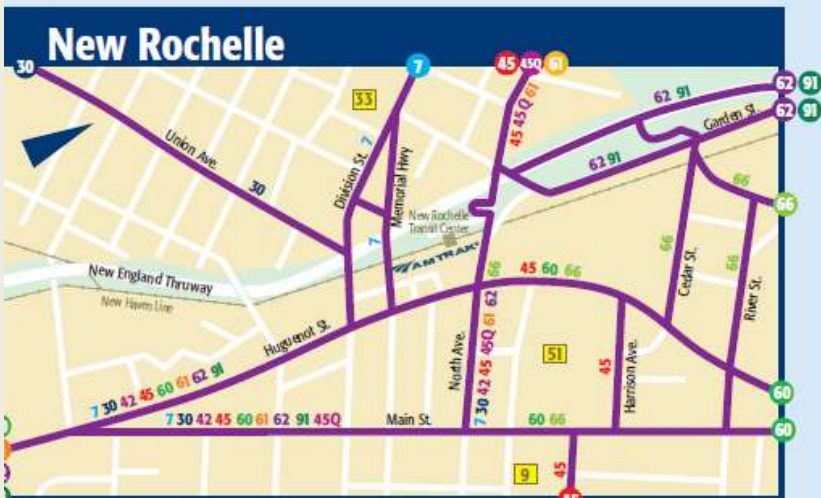 New Rochelle
30
7
45 45Q 61
62 91
62 91
33
62 91
Garden St.
45 45Q 61
Union Ave.
Division St.
7
Memorial Hwy
62 91
30
66
66
New Rochelle
Transit Center
7
AMTRAK
66
66
66
New England Thruway
45 60 66
Cedar St.
River St.
New Haven Line
Huguenot St.
North Ave.
7 30 42 45 45Q 61 62
51
45
Harrison Ave.
60
7 30 42 45 60 61 62 91
7 30 42 45 60 61 62 91 45Q
Main St.
60 66
60
9
45
45